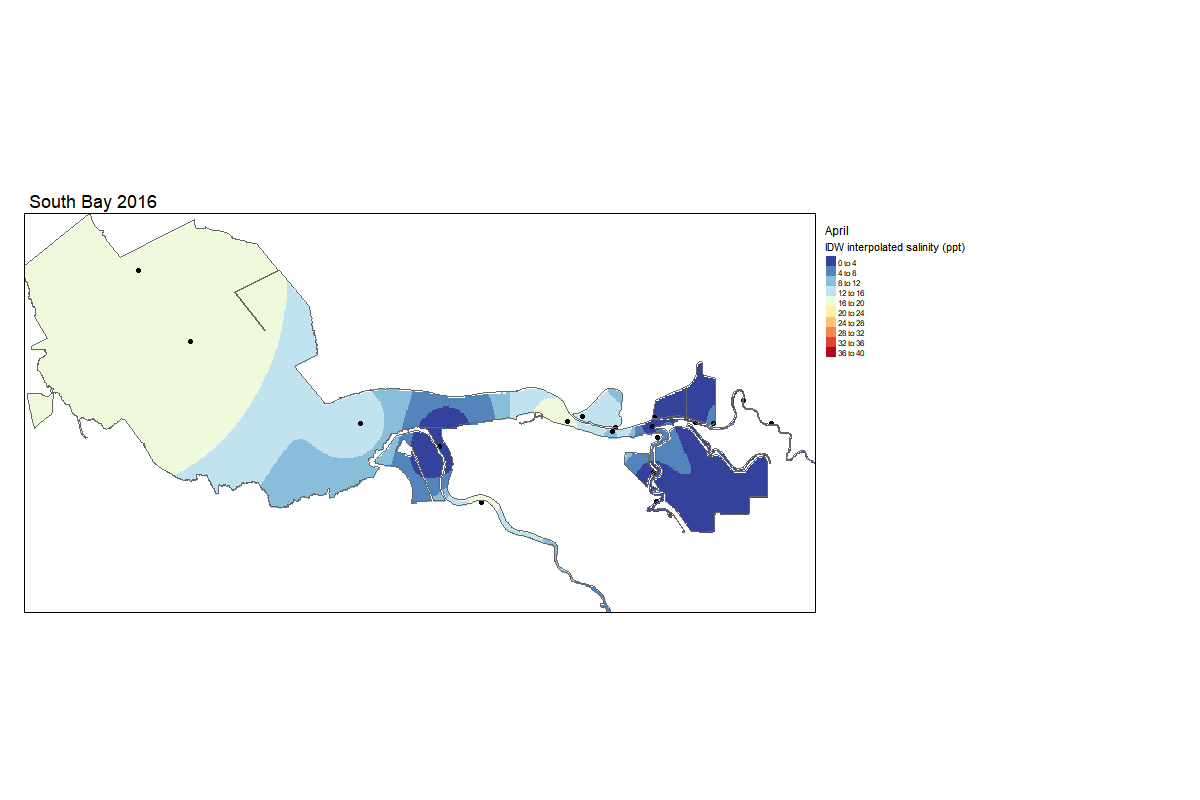 South Bay 2016
April
IDW interpolated salinity (ppt)
0 to 4
4 to 8
8 to 12
12 to 16
16 to 20
20 to 24
24 to 28
28 to 32
32 to 36
36 to 40